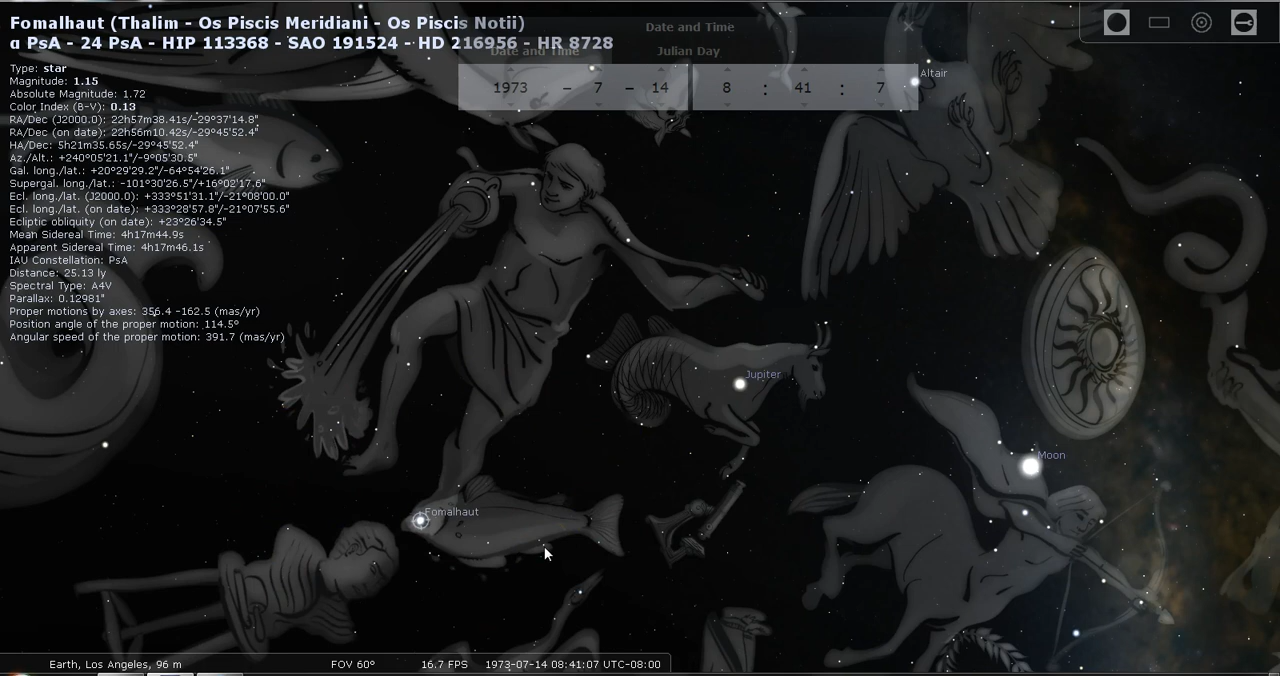 Fomalhaut (Thalim - Os Piscis Meridiani - Os Piscis Notii)
α PsA - 24 PsA - HIP 113368 - SAO 191524 - HD 216956 - HR 8728
Type: star
Magnitude: 1.15
Absolute Magnitude: 1.72
Color Index (B-V): 0.13
RA/Dec (J2000.0): 22h57m38.41s/-29°37'14.8"
RA/Dec (on date): 22h56m10.42s/-29°45'52.4"
HA/Dec: 5h21m35.65s/-29°45'52.4"
Az./Alt.: +240°05'21.1"/-9°05'30.5"
Gal. long./lat.: +20°29'29.2"/-64°54'26.1"
Supergal. long./lat.: -101°30'26.5"/+16°02'17.6"
Ecl. long./lat. (J2000.0): +333°51'31.1"/-21°08'00.0"
Ecl. long./lat. (on date): +333°28'57.8"/-21°07'55.6"
Ecliptic obliquity (on date): +23°26'34.5"
Mean Sidereal Time: 4h17m44.9s
Apparent Sidereal Time: 4h17m46.1s
IAU Constellation: PsA
Distance: 25.13 ly
Spectral Type: A4V
Parallax: 0.12981"
Proper motions by axes: 356.4 -162.5 (mas/yr)
Position angle of the proper motion: 114.5°
Angular speed of the proper motion: 391.7 (mas/yr)
Date and Time
Date and Time Julian Day
1973 - 7 - 14 8 : 41 : 7
Altair
Jupiter
Moon
Fomalhaut
Earth, Los Angeles, 96 m FOV 60° 16.7 FPS 1973-07-14 08:41:07 UTC-08:00